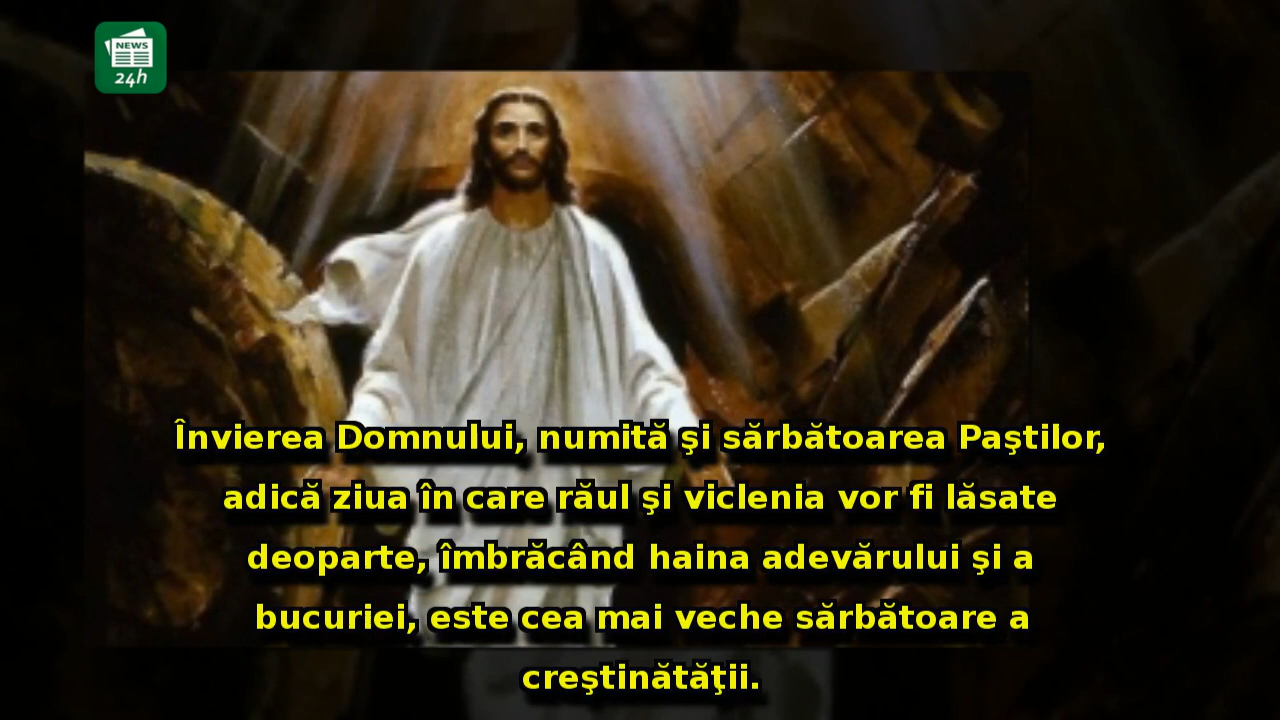 NEWS
24h
Învierea Domnului, numită şi sărbătoarea Paştilor,
adică ziua în care răul şi viclenia vor fi lăsate
deoparte, îmbrăcând haina adevărului şi a
bucuriei, este cea mai veche sărbătoare a
creştinătăţii.